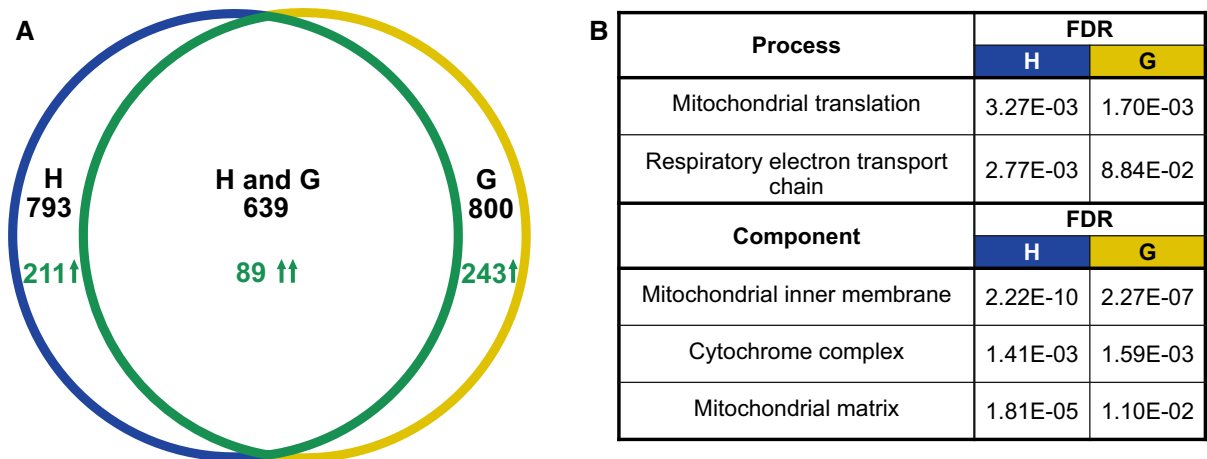 A
H
793
211↑
H and G
639
89 ↑↑
G
800
243↑
B
Process
FDR
H G
Mitochondrial translation 3.27E-03 1.70E-03
Respiratory electron transport
chain 2.77E-03 8.84E-02
Component
FDR
H G
Mitochondrial inner membrane 2.22E-10 2.27E-07
Cytochrome complex 1.41E-03 1.59E-03
Mitochondrial matrix 1.81E-05 1.10E-02